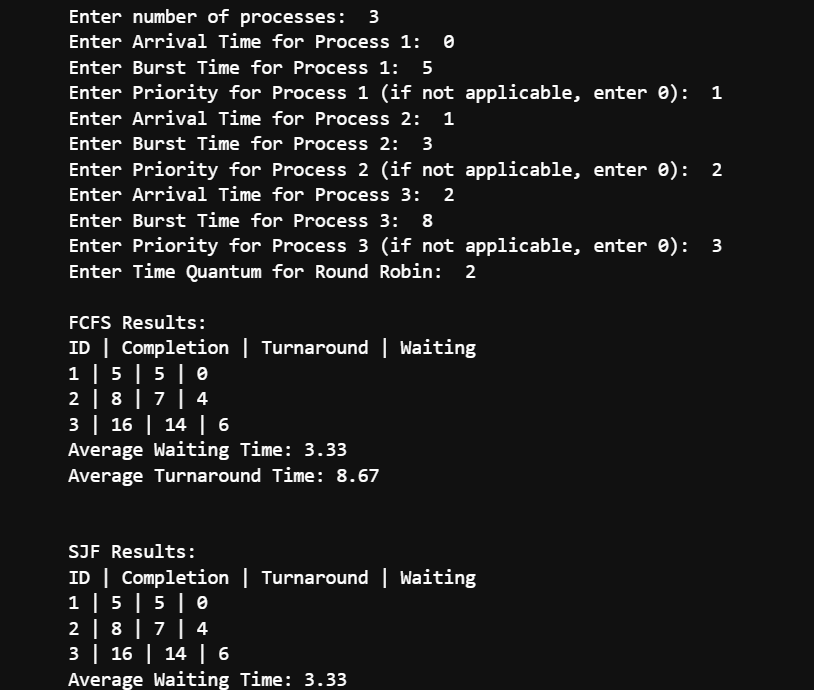 Enter number of processes:  3
Enter Arrival Time for Process 1:  0
Enter Burst Time for Process 1:  5
Enter Priority for Process 1 (if not applicable, enter 0):  1
Enter Arrival Time for Process 2:  1
Enter Burst Time for Process 2:  3
Enter Priority for Process 2 (if not applicable, enter 0):  2
Enter Arrival Time for Process 3:  2
Enter Burst Time for Process 3:  8
Enter Priority for Process 3 (if not applicable, enter 0):  3
Enter Time Quantum for Round Robin:  2
FCFS Results:
ID | Completion | Turnaround | Waiting
1 | 5 | 5 | 0
2 | 8 | 7 | 4
3 | 16 | 14 | 6
Average Waiting Time: 3.33
Average Turnaround Time: 8.67
SJF Results:
ID | Completion | Turnaround | Waiting
1 | 5 | 5 | 0
2 | 8 | 7 | 4
3 | 16 | 14 | 6
Average Waiting Time: 3.33